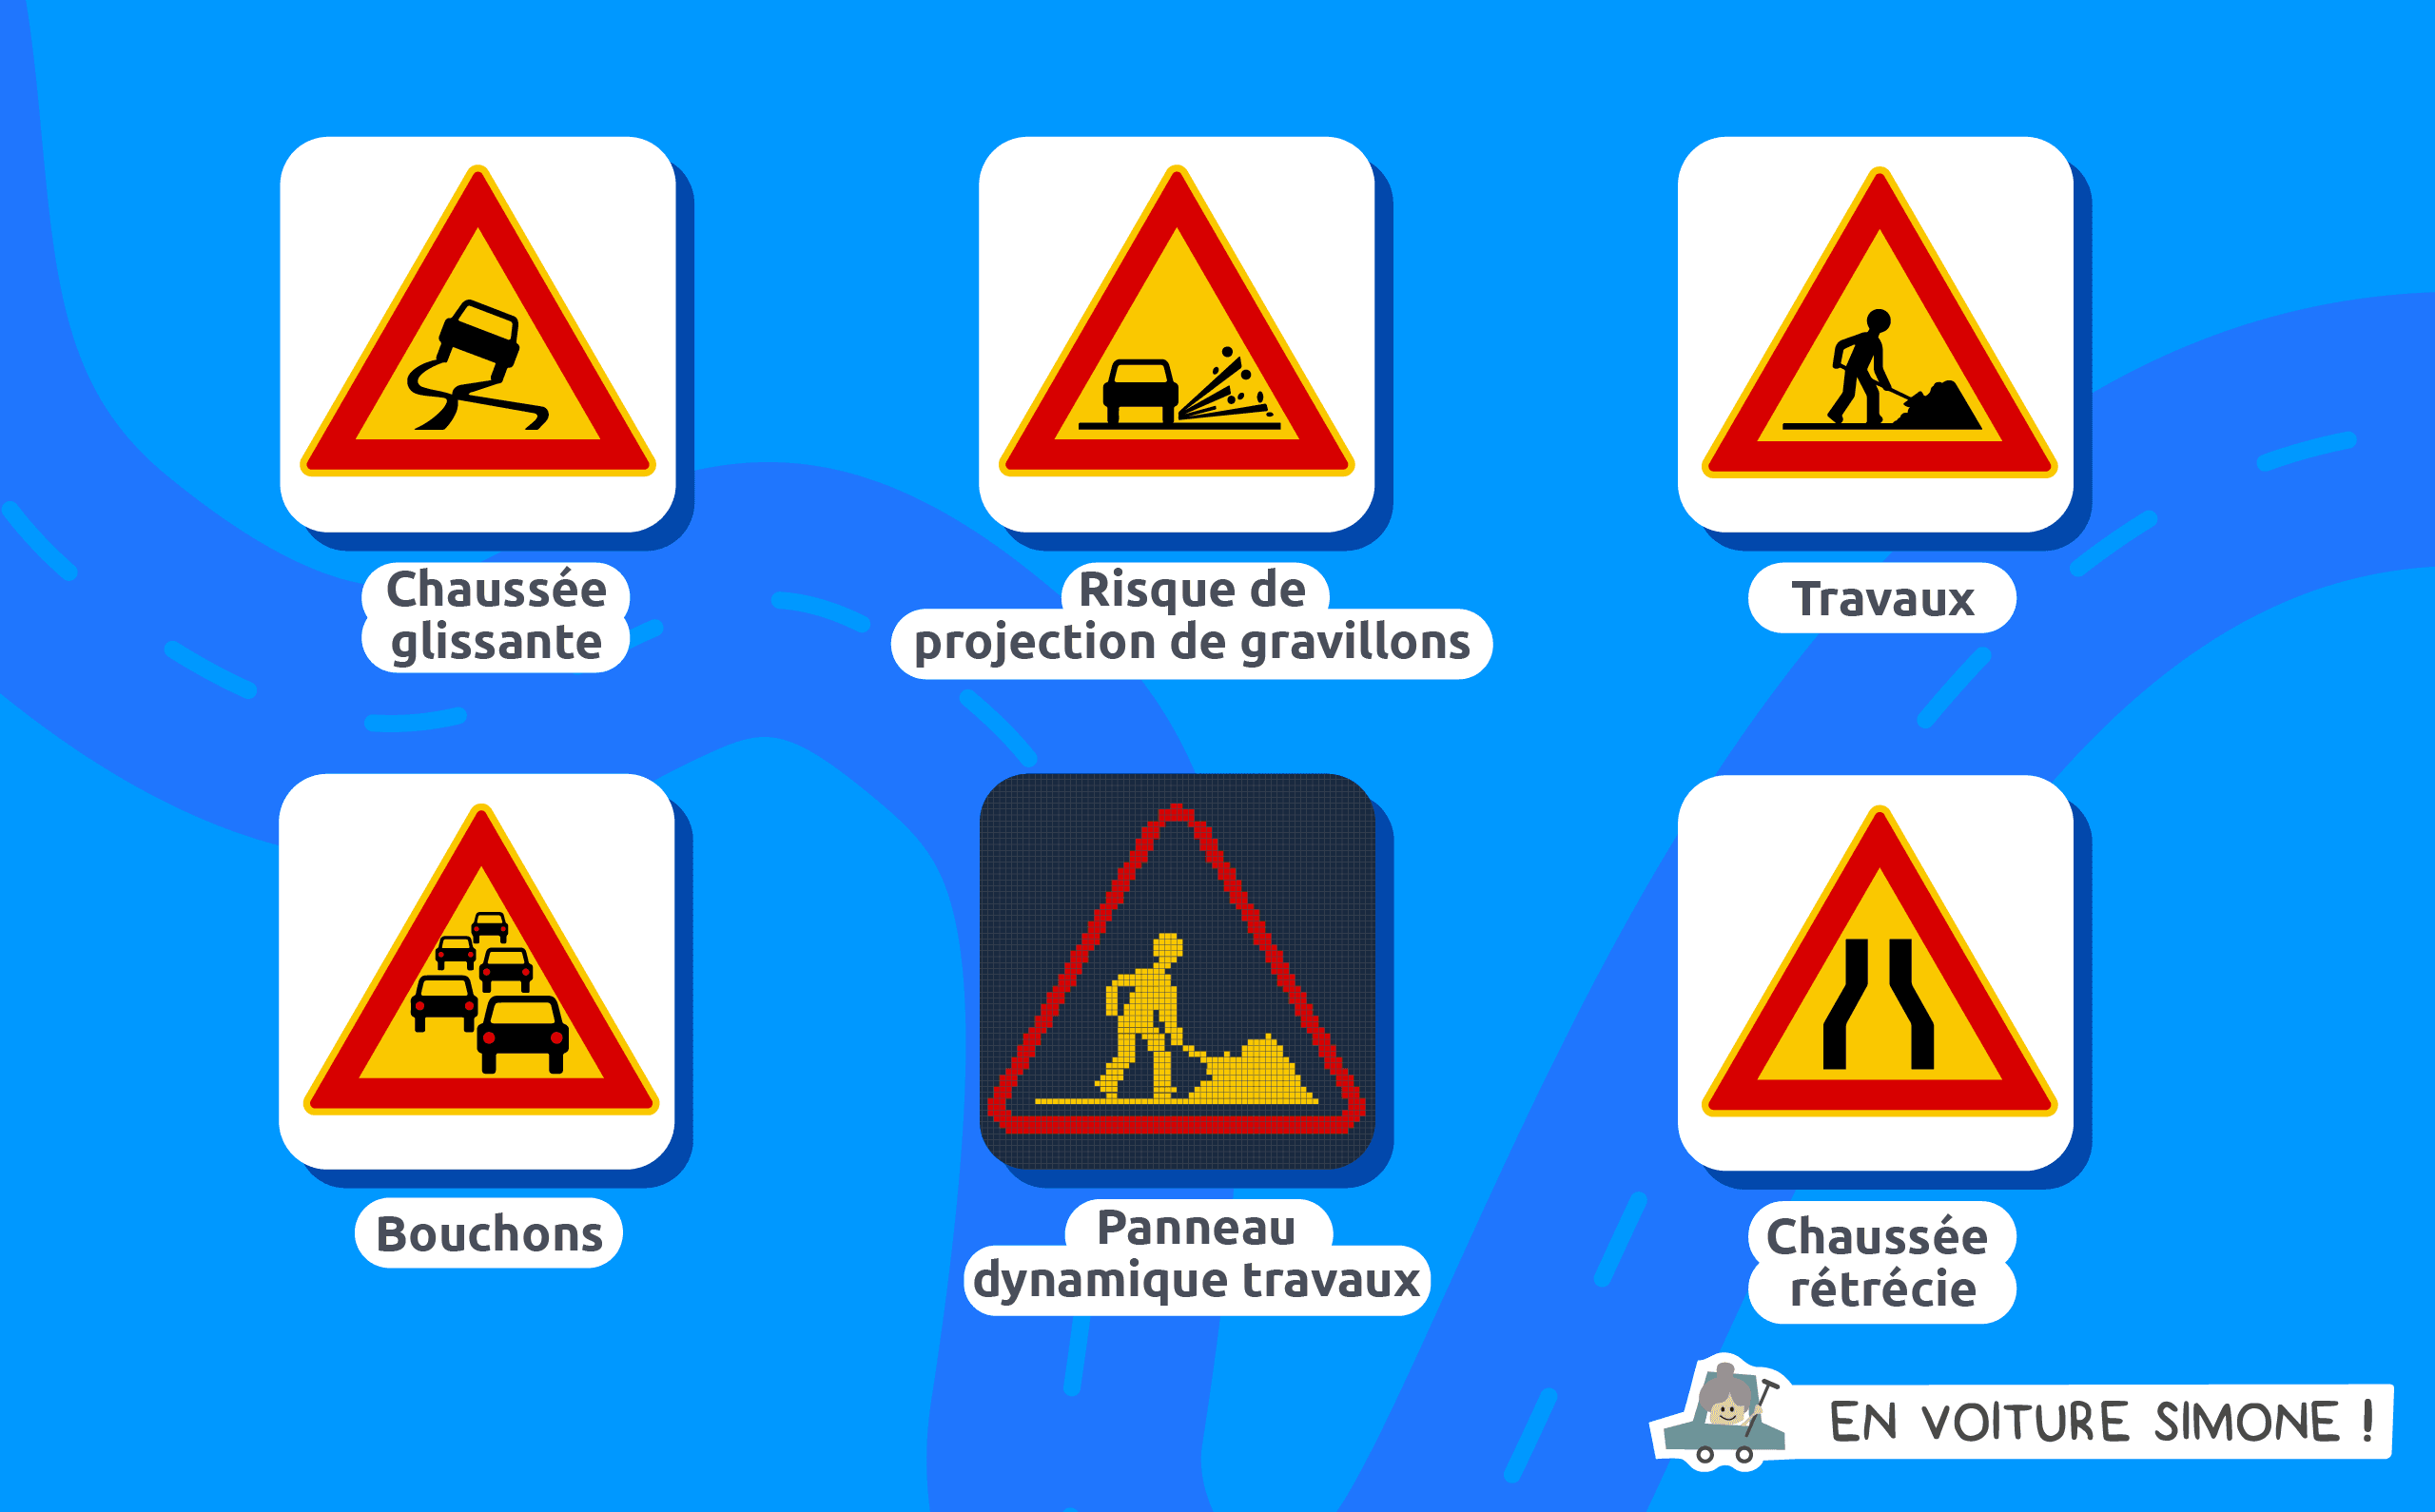 Chaussée
glissante
Risque de
projection de gravillons
Travaux
Bouchons
Panneau
dynamique travaux
Chaussée
rétrécie
EN VOITURE SIMONE !